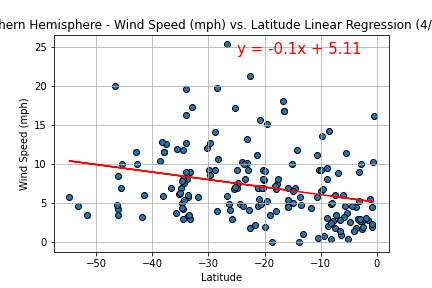 hern Hemisphere - Wind Speed (mph) vs. Latitude Linear Regression (4/
y = -0.1x + 5.11
Wind Speed (mph)
25
20
15
10
5
0
−50 −40 −30 −20 −10 0
Latitude